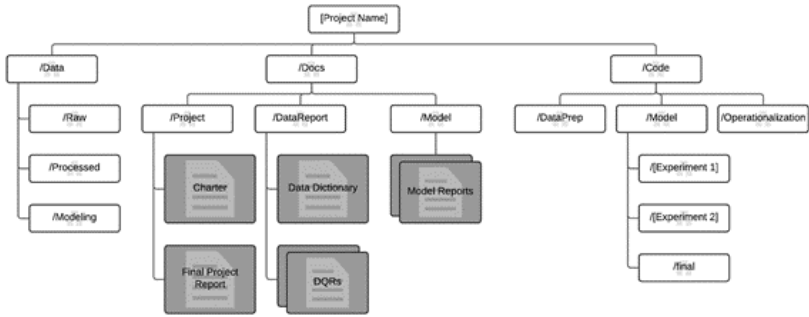 [Project Name]
/Data
/Docs
/Code
/Raw
/Project
/DataReport
/Model
/DataPrep
/Model
/Operationalization
/Processed
Charter
Data Dictionary
Model Reports
/[Experiment 1]
/Modeling
/[Experiment 2]
Final Project
Report
DQRs
/final